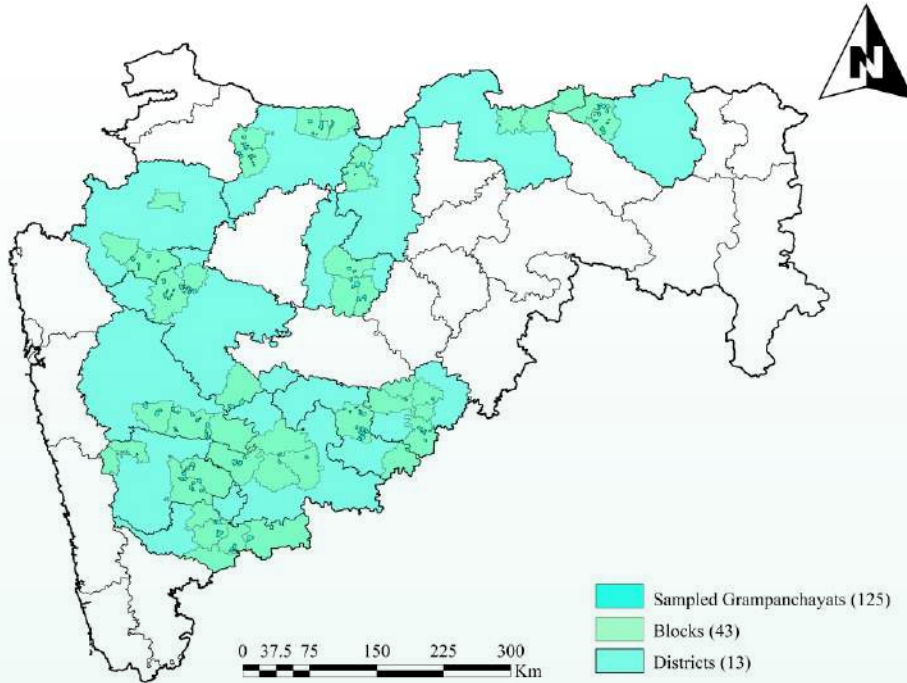 N
Sampled Grampanchayats (125)
Blocks (43)
Districts (13)
0 37.5 75 150 225 300
Km